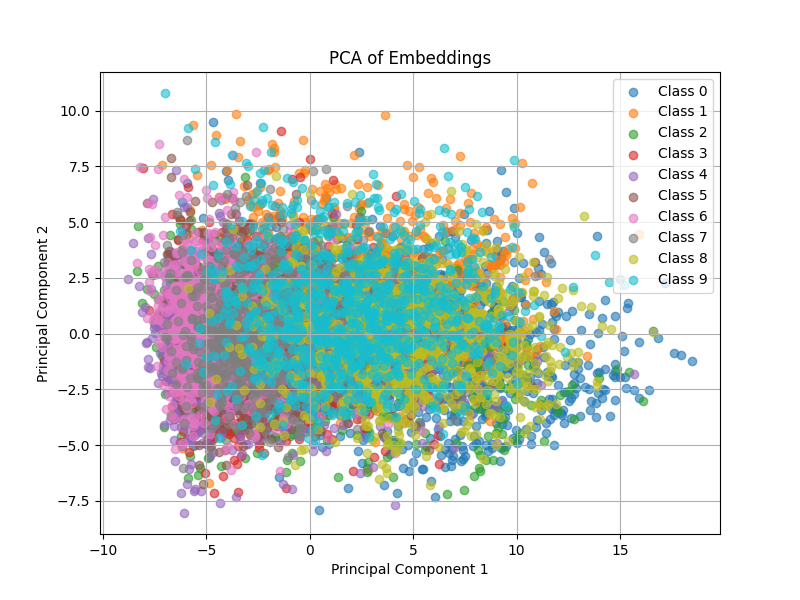 PCA of Embeddings
Class 0
Class 1
Class 2
Class 3
Class 4
Class 5
Class 6
Class 7
Class 8
Class 9
10.0
7.5
5.0
2.5
0.0
−2.5
−5.0
−7.5
Principal Component 2
−10
−5
0
5
10
15
Principal Component 1